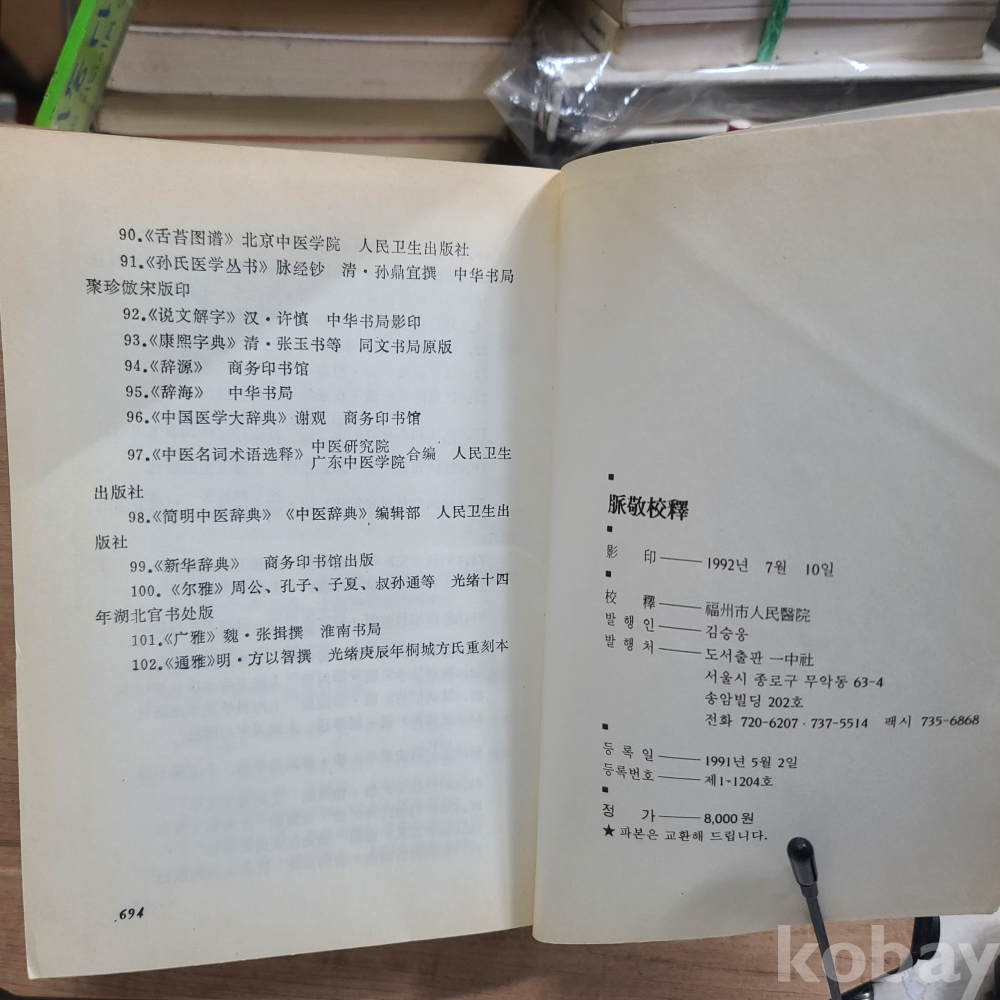 90.《舌苔图谱》北京中医学院 人民卫生出版社
91.《孙氏医学丛书》脉经钞 清·孙鼎宜撰 中华书局
聚珍倣宋版印
92.《说文解字》汉·许慎 中华书局影印
93.《康熙字典》清·张玉书等 同文书局原版
94.《辞源》 商务印书馆
95.《辞海》 中华书局
96.《中国医学大辞典》谢观 商务印书馆
97.《中医名词术语选释》中医研究院 广东中医学院 合编 人民卫生
出版社
98.《简明中医辞典》《中医辞典》编辑部 人民卫生出
版社
99.《新华辞典》 商务印书馆出版
100.《尔雅》周公、孔子、子夏、叔孙通等 光绪十四
年湖北官书处版
101.《广雅》魏·张揖撰 淮南书局
102.《通雅》明·方以智撰 光绪庚辰年桐城方氏重刻本
694
脈敬校釋
影 印——1992년 7월 10일
校 釋——福州市人民醫院
발행인——김승웅
발행처——도서출판 一中社
서울시 종로구 무악동 63-4
송암빌딩 202호
전화 720-6207·737-5514 팩시 735-6868
등록일——1991년 5월 2일
등록번호——제1-1204호
정 가——8,000원
★파본은 교환해 드립니다.
kobay